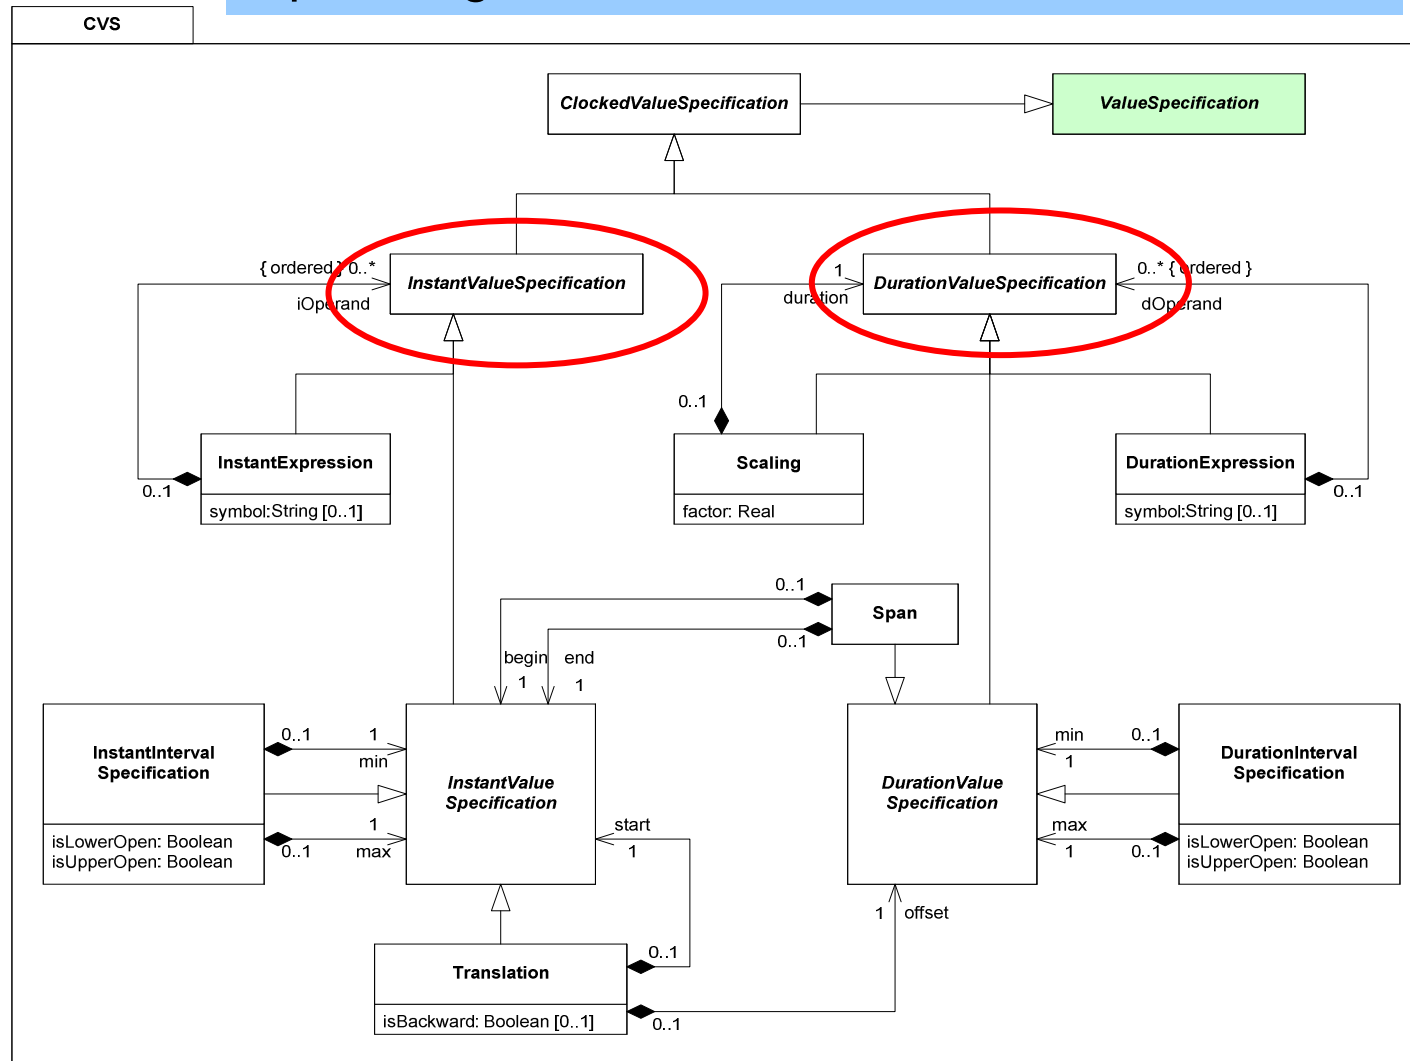 CVS
ClockedValueSpecification
ValueSpecification
{ ordered } 0..*
InstantValueSpecification
iOperand
1
DurationValueSpecification
duration
0..* { ordered }
dOperand
0..1
InstantExpression
symbol:String [0..1]
0..1
Scaling
factor: Real
DurationExpression
symbol:String [0..1]
0..1
0..1
Span
0..1
begin
end
1
1
InstantInterval
Specification
isLowerOpen: Boolean
isUpperOpen: Boolean
0..1
1
min
1
0..1
max
InstantValue
Specification
start
1
DurationValue
Specification
min
0..1
1
max
1
0..1
DurationInterval
Specification
isLowerOpen: Boolean
isUpperOpen: Boolean
1
offset
Translation
isBackward: Boolean [0..1]
0..1
0..1